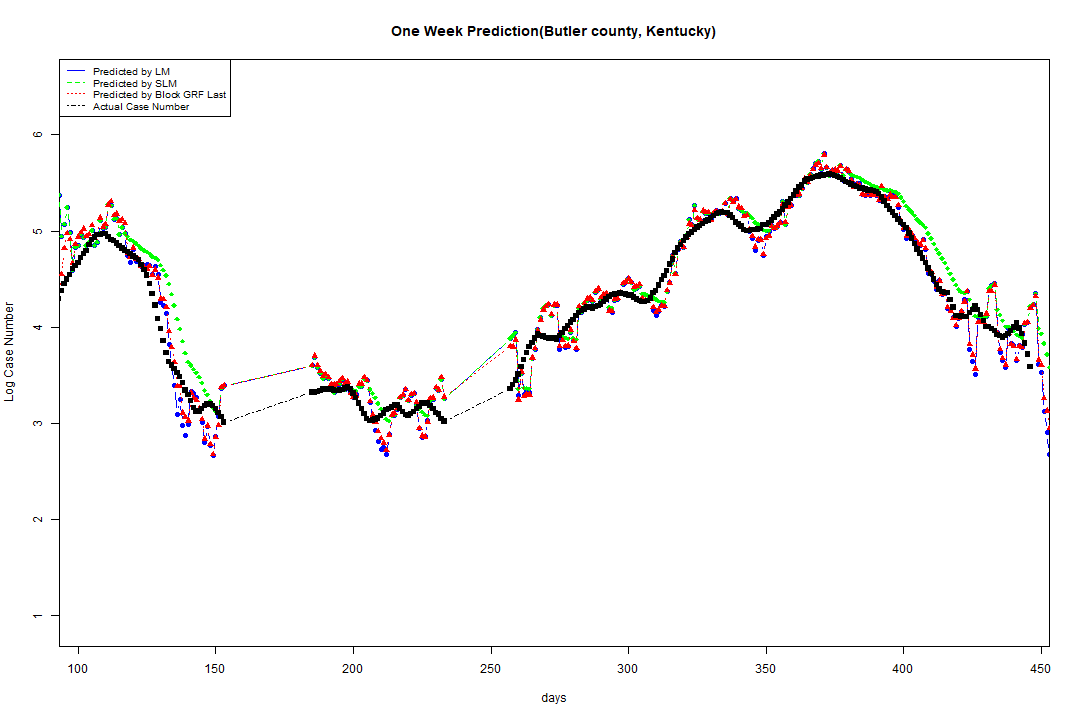 One Week Prediction(Butler county, Kentucky)
Predicted by LM
Predicted by SLM
Predicted by Block GRF Last
Actual Case Number
Log Case Number
6
5
4
3
2
1
100 150 200 250 300 350 400 450
days